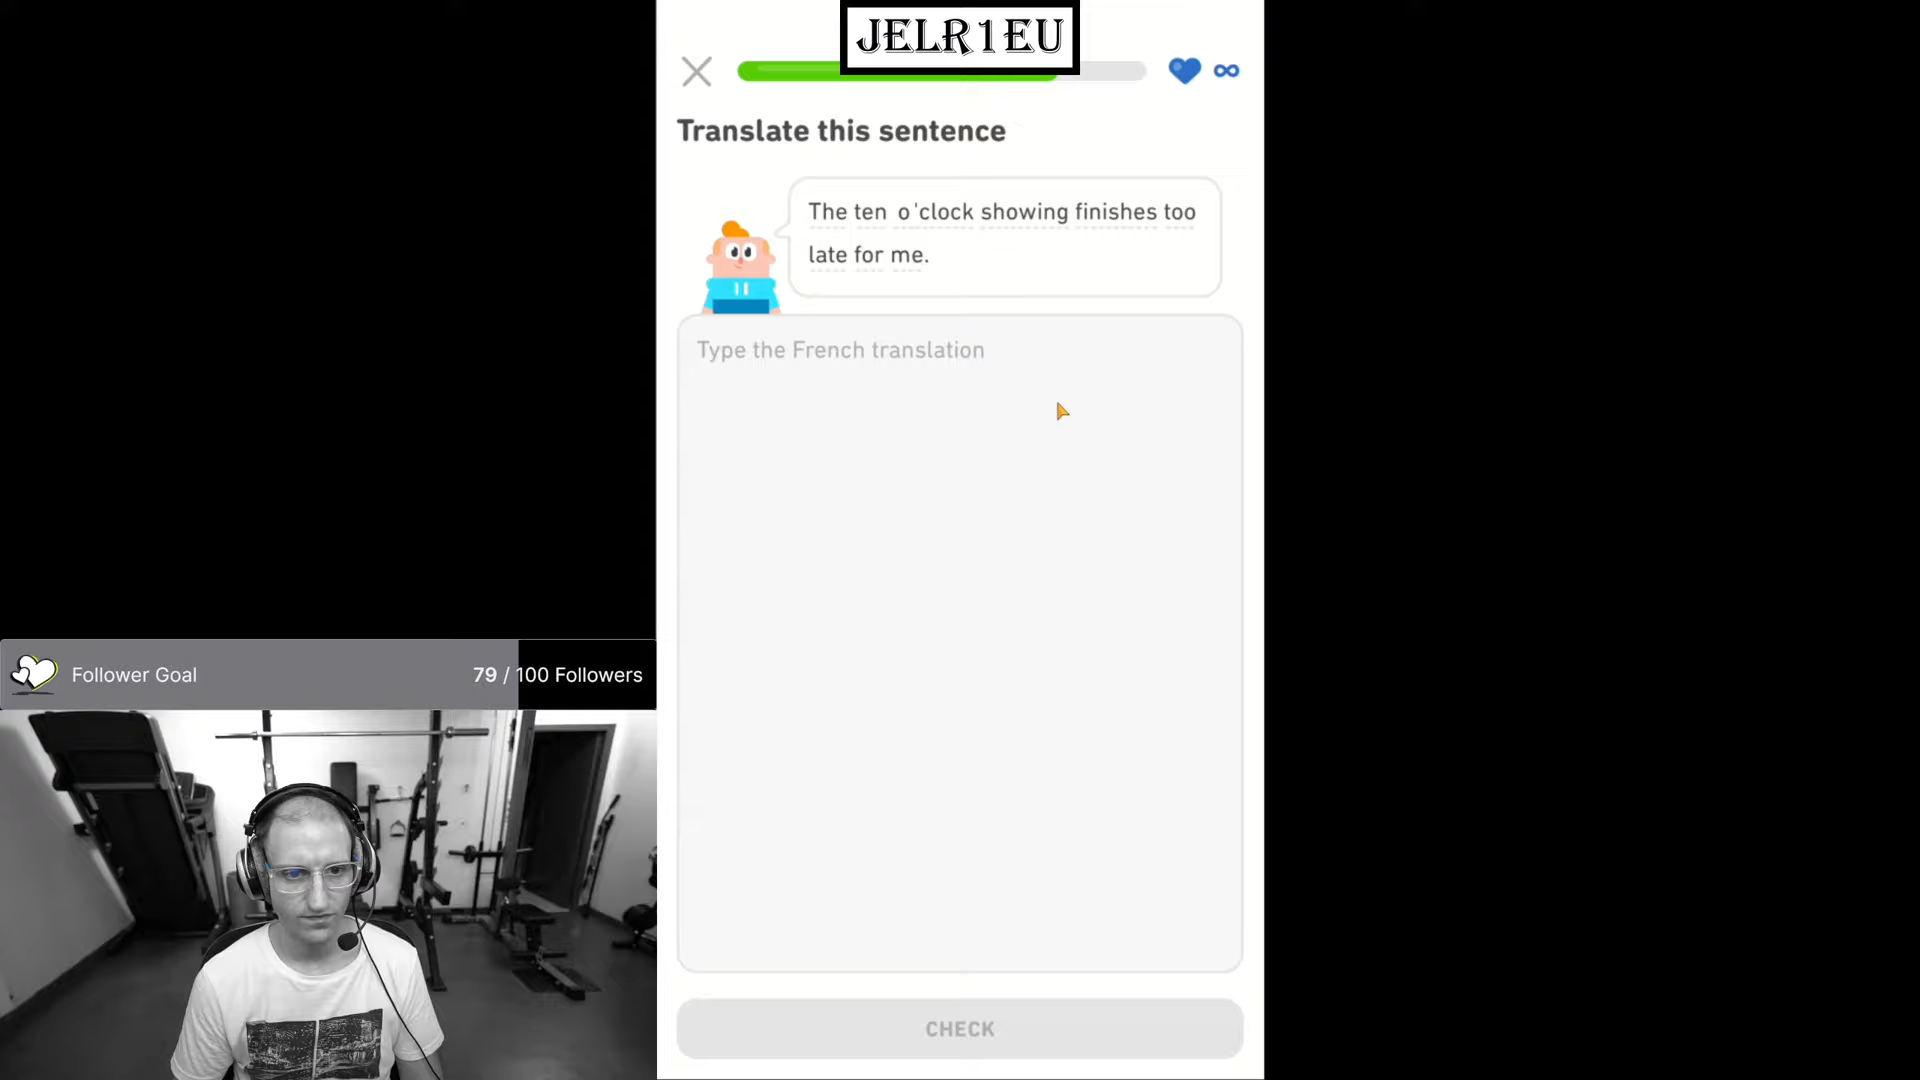 JELR1EU
Translate this sentence
The ten o'clock showing finishes too
late for me.
Type the French translation
CHECK
Follower Goal
79 / 100 Followers